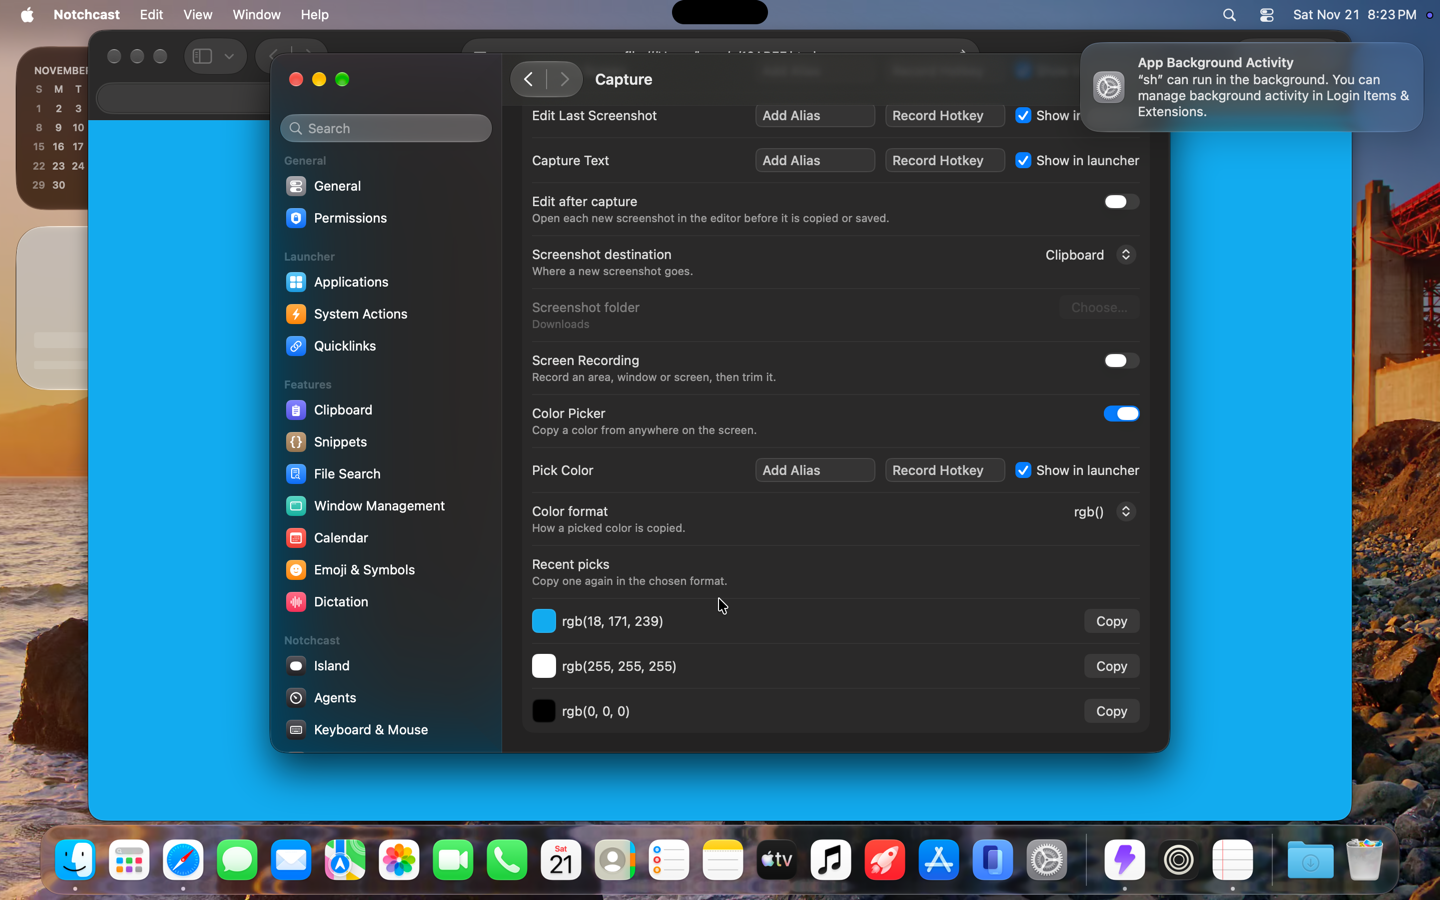 Notchcast Edit View Window Help
Sat Nov 21 8:23 PM
NOVEMBER
S M T
1 2 3
8 9 10
15 16 17
22 23 24
29 30
Search
General
General
Permissions
Launcher
Applications
System Actions
Quicklinks
Features
Clipboard
Snippets
File Search
Window Management
Calendar
Emoji & Symbols
Dictation
Notchcast
Island
Agents
Keyboard & Mouse
Capture
Edit Last Screenshot Add Alias Record Hotkey Show in
Capture Text Add Alias Record Hotkey Show in launcher
Edit after capture
Open each new screenshot in the editor before it is copied or saved.
Screenshot destination Clipboard
Where a new screenshot goes.
Screenshot folder Choose...
Downloads
Screen Recording
Record an area, window or screen, then trim it.
Color Picker
Copy a color from anywhere on the screen.
Pick Color Add Alias Record Hotkey Show in launcher
Color format rgb()
How a picked color is copied.
Recent picks
Copy one again in the chosen format.
rgb(18, 171, 239) Copy
rgb(255, 255, 255) Copy
rgb(0, 0, 0) Copy
App Background Activity
“sh” can run in the background. You can
manage background activity in Login Items &
Extensions.
SAT
21
tv